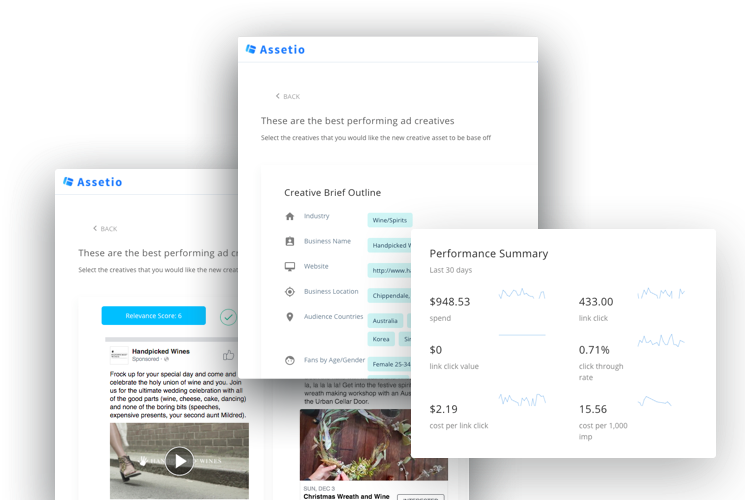 Assetio
BACK
These are the best performing ad creatives
Select the creatives that you would like the new creative asset to be base off
Creative Brief Outline
Industry
Wine/Spirits
Business Name
Handpicked W
Website
http://www.ha
Business Location
Chippendale,
Audience Countries
Australia
Korea
Fans by Age/Gender
Female 25-34
Assetio
BACK
These are the best performing ad
Select the creatives that you would like the new creat
Relevance Score: 6
Handpicked Wines
Sponsored
Frock up for your special day and come and
celebrate the holy union of wine and you. Join
us for the ultimate wedding celebration with all
of the good parts (wine, cheese, cake, dancing)
and none of the boring bits (speeches,
expensive presents, your second aunt Mildred).
WINES
la, la la la la! Get into the festive spirit
wreath making workshop with an Aus
the Urban Cellar Door.
SUN, DEC 3
Christmas Wreath and Wine
INTERESTED
Performance Summary
Last 30 days
$948.53
spend
433.00
link click
$0
link click value
0.71%
click through
rate
$2.19
cost per link click
15.56
cost per 1,000
imp